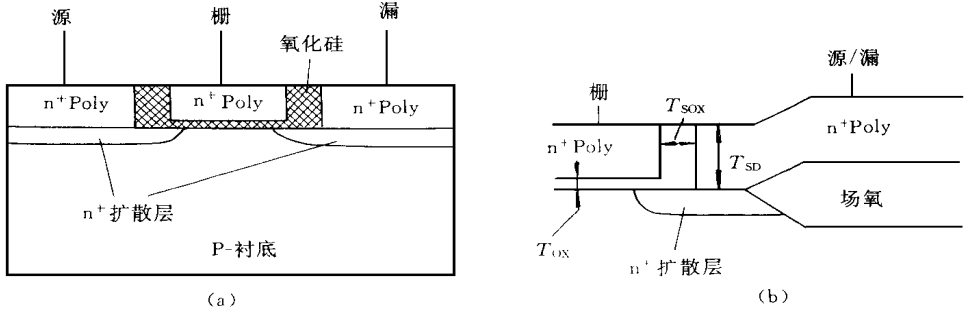 源 栅 漏
氧化硅
n⁺Poly n⁺Poly n⁺Poly
n⁺扩散层
P-衬底
(a)
源/漏
栅 T_SOX
n⁺Poly T_SD n⁺Poly
场氧
T_OX n⁺扩散层
(b)